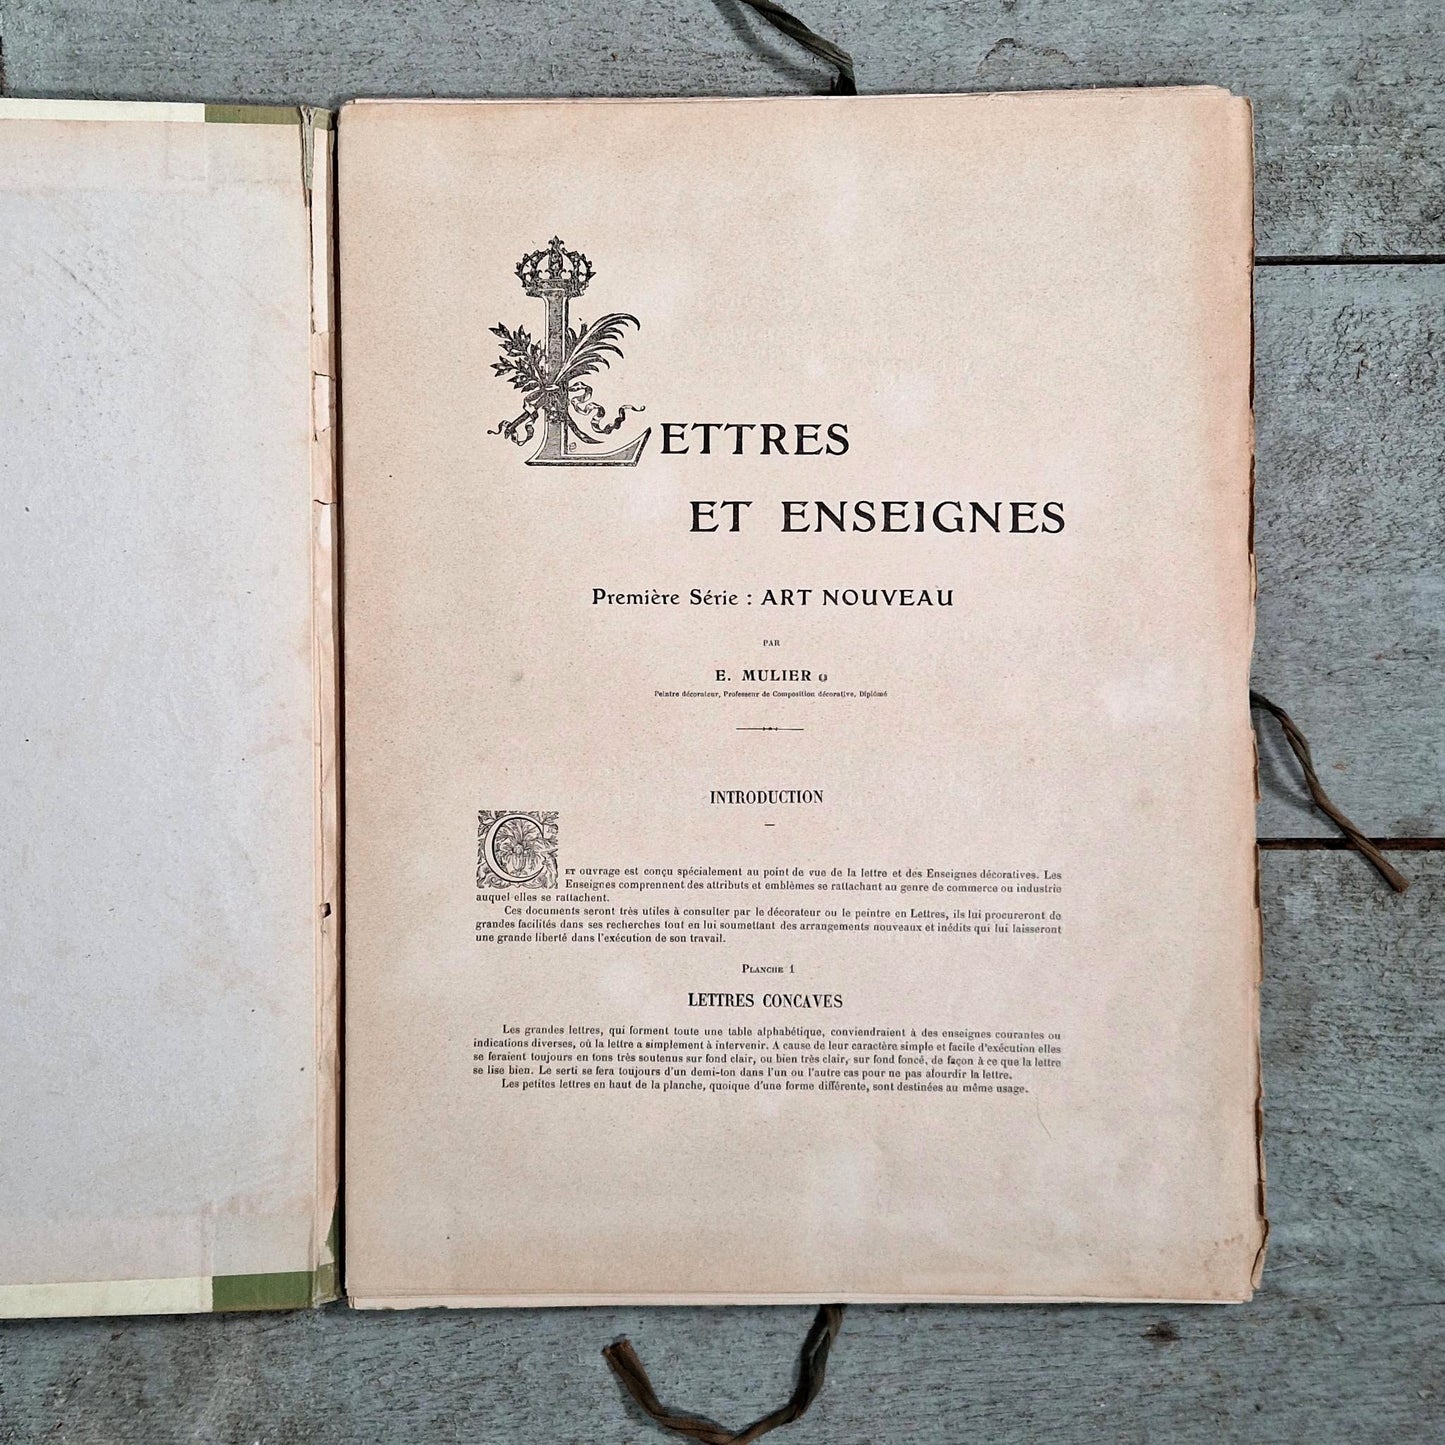 LETTRES
ET ENSEIGNES
Première Série : ART NOUVEAU
PAR
E. MULIER
Peintre décorateur, Professeur de Composition décorative, Diplômé
INTRODUCTION
CET ouvrage est conçu spécialement au point de vue de la lettre et des Enseignes décoratives. Les
Enseignes comprennent des attributs et emblèmes se rattachant au genre de commerce ou industrie
auquel elles se rattachent.
Ces documents seront très utiles à consulter par le décorateur ou le peintre en Lettres, ils lui procureront de
grandes facilités dans ses recherches tout en lui soumettant des arrangements nouveaux et inédits qui lui laisseront
une grande liberté dans l'exécution de son travail.
PLANCHE 1
LETTRES CONCAVES
Les grandes lettres, qui forment toute une table alphabétique, conviendraient à des enseignes courantes ou
indications diverses, où la lettre a simplement à intervenir. A cause de leur caractère simple et facile d'exécution elles
se feraient toujours en tons très soutenus sur fond clair, ou bien très clair, sur fond foncé, de façon à ce que la lettre
se lise bien. Le serti se fera toujours d'un demi-ton dans l'un ou l'autre cas pour ne pas alourdir la lettre.
Les petites lettres en haut de la planche, quoique d'une forme différente, sont destinées au même usage.